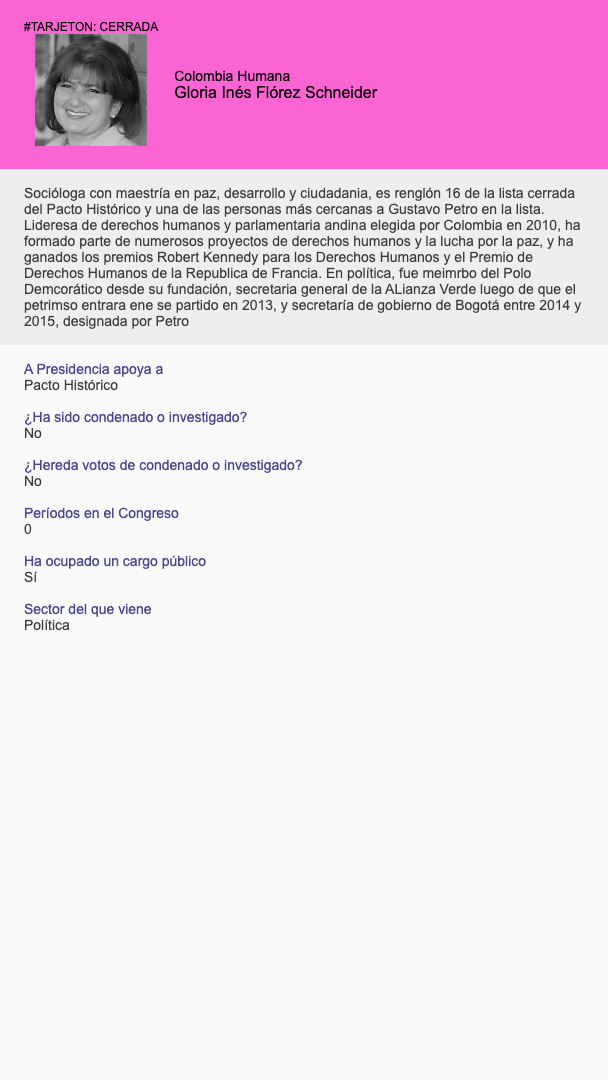 #TARJETON: CERRADA
Colombia Humana
Gloria Inés Flórez Schneider
Socióloga con maestría en paz, desarrollo y ciudadania, es renglón 16 de la lista cerrada
del Pacto Histórico y una de las personas más cercanas a Gustavo Petro en la lista.
Lideresa de derechos humanos y parlamentaria andina elegida por Colombia en 2010, ha
formado parte de numerosos proyectos de derechos humanos y la lucha por la paz, y ha
ganados los premios Robert Kennedy para los Derechos Humanos y el Premio de
Derechos Humanos de la Republica de Francia. En política, fue meimrbo del Polo
Demcorático desde su fundación, secretaria general de la ALianza Verde luego de que el
petrimso entrara ene se partido en 2013, y secretaría de gobierno de Bogotá entre 2014 y
2015, designada por Petro
A Presidencia apoya a
Pacto Histórico
¿Ha sido condenado o investigado?
No
¿Hereda votos de condenado o investigado?
No
Períodos en el Congreso
0
Ha ocupado un cargo público
Sí
Sector del que viene
Política